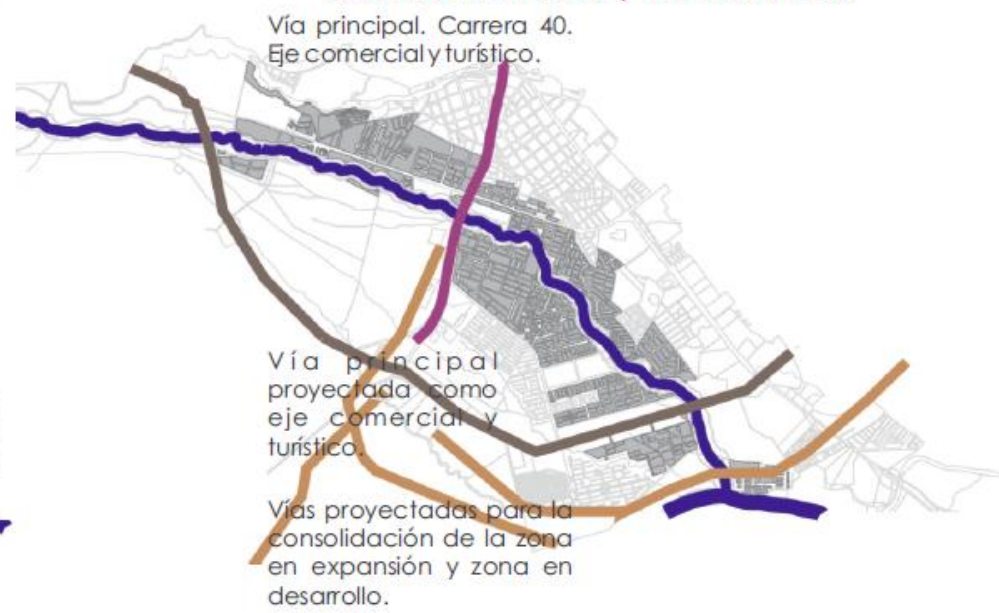 Vía principal. Carrera 40.
Eje comercial y turístico.
Vía principal
proyectada como
eje comercial y
turístico.
Vías proyectadas para la
consolidación de la zona
en expansión y zona en
desarrollo.